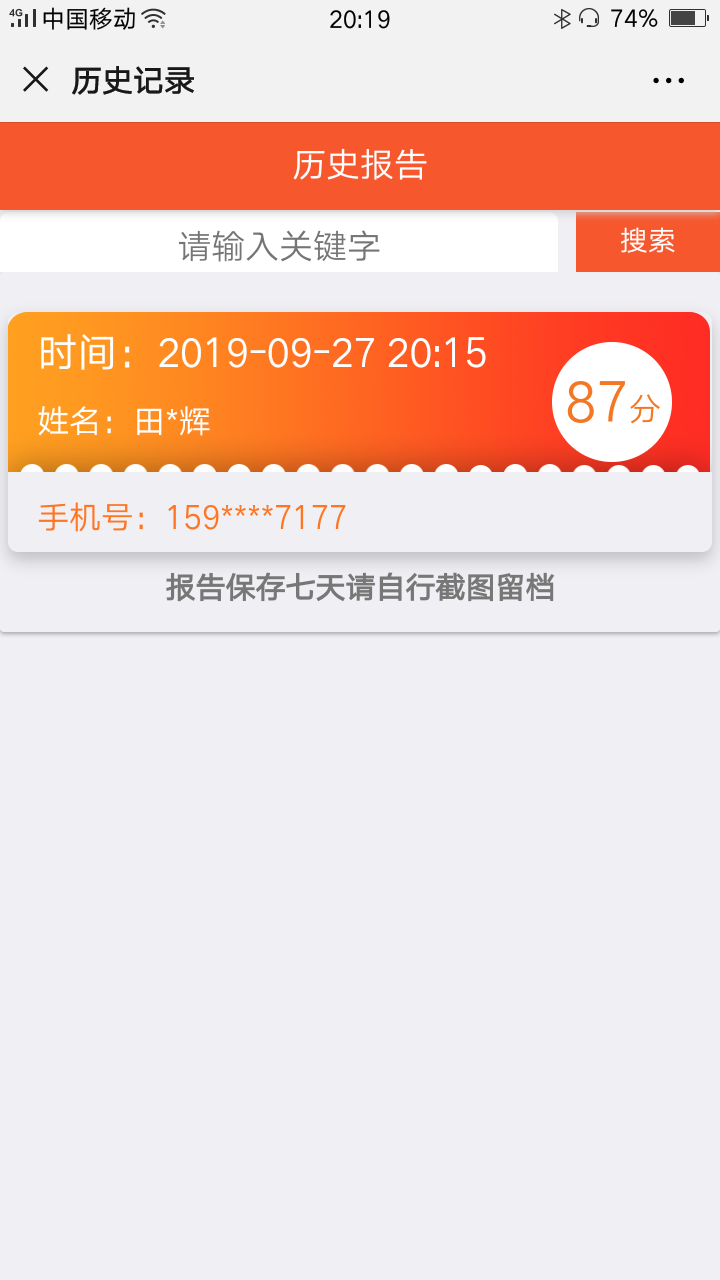 4G 中国移动 20:19 74%
历史记录
历史报告
请输入关键字 搜索
时间：2019-09-27 20:15
87分
姓名：田*辉
手机号：159****7177
报告保存七天请自行截图留档